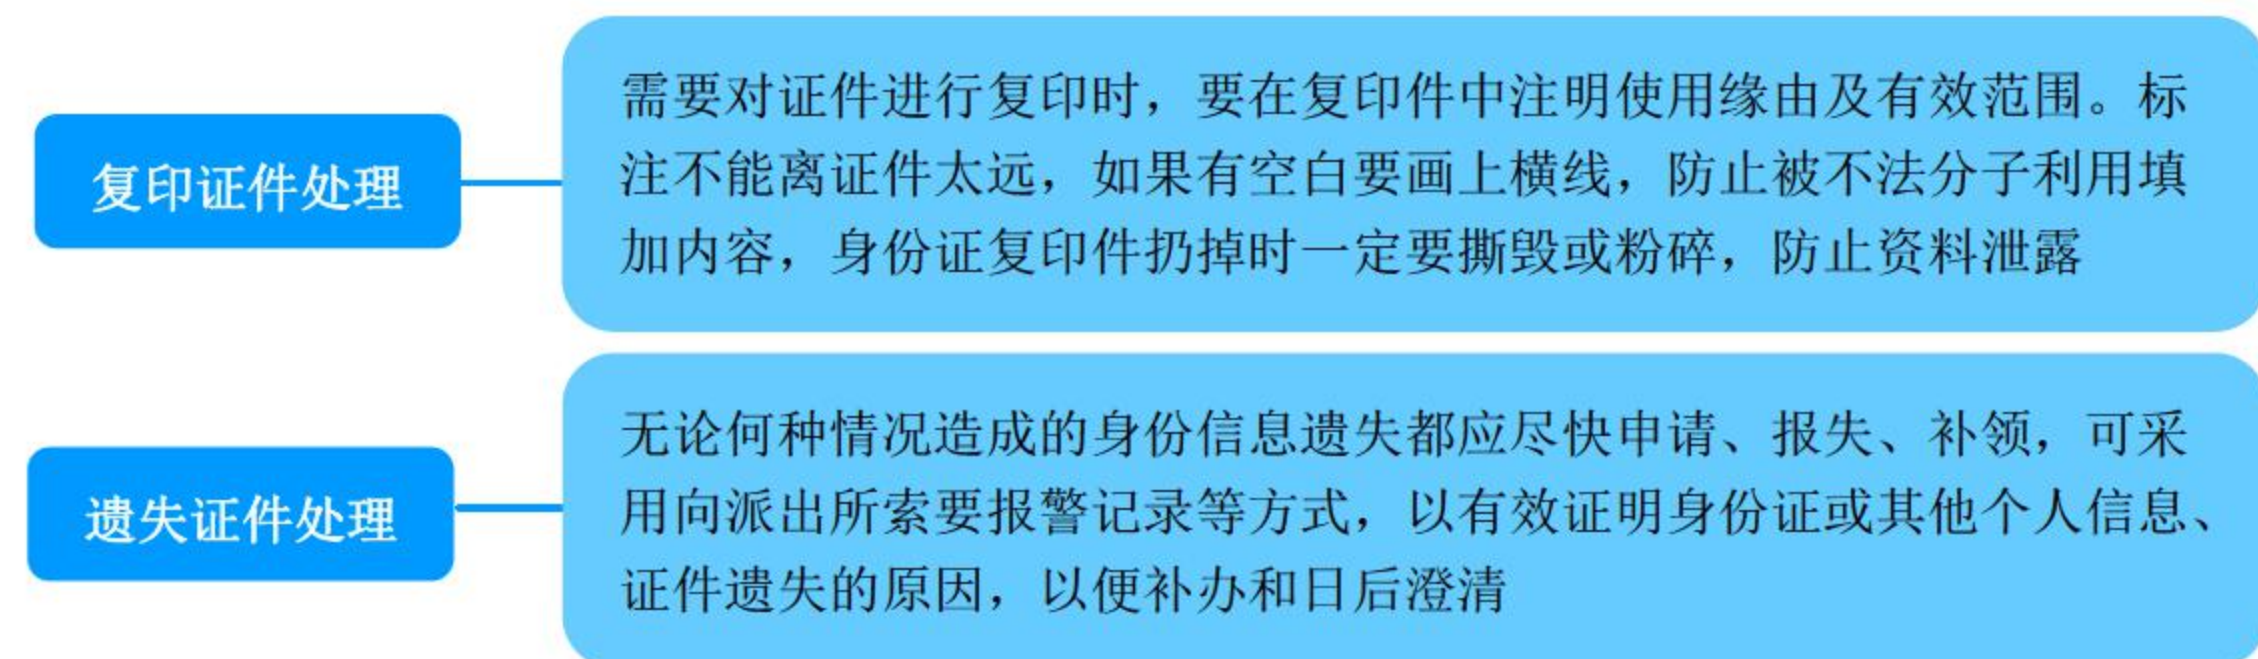 复印证件处理
需要对证件进行复印时，要在复印件中注明使用缘由及有效范围。标
注不能离证件太远，如果有空白要画上横线，防止被不法分子利用填
加内容，身份证复印件扔掉时一定要撕毁或粉碎，防止资料泄露
遗失证件处理
无论何种情况造成的身份信息遗失都应尽快申请、报失、补领，可采
用向派出所索要报警记录等方式，以有效证明身份证或其他个人信息、
证件遗失的原因，以便补办和日后澄清